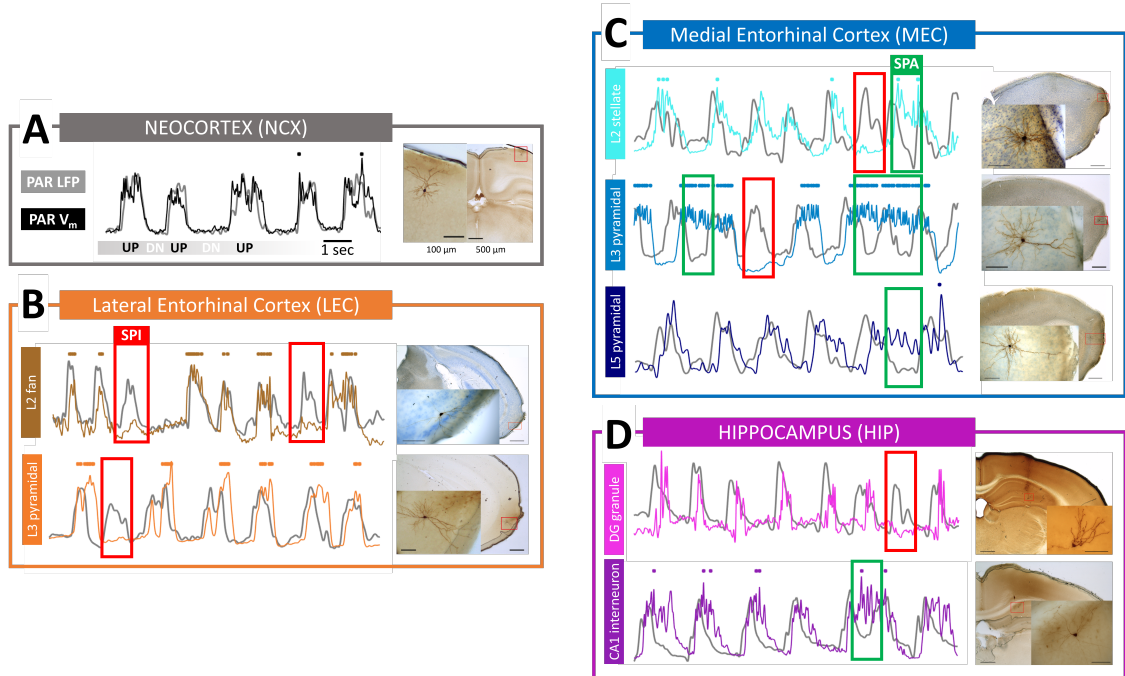 A
NEOCORTEX (NCX)
PAR LFP
PAR Vm
UP DN UP DN UP
1 sec
100 µm
500 µm
B
Lateral Entorhinal Cortex (LEC)
SPI
L2 fan
L3 pyramidal
C
Medial Entorhinal Cortex (MEC)
SPA
L2 stellate
L3 pyramidal
L5 pyramidal
D
HIPPOCAMPUS (HIP)
DG granule
CA1 interneuron